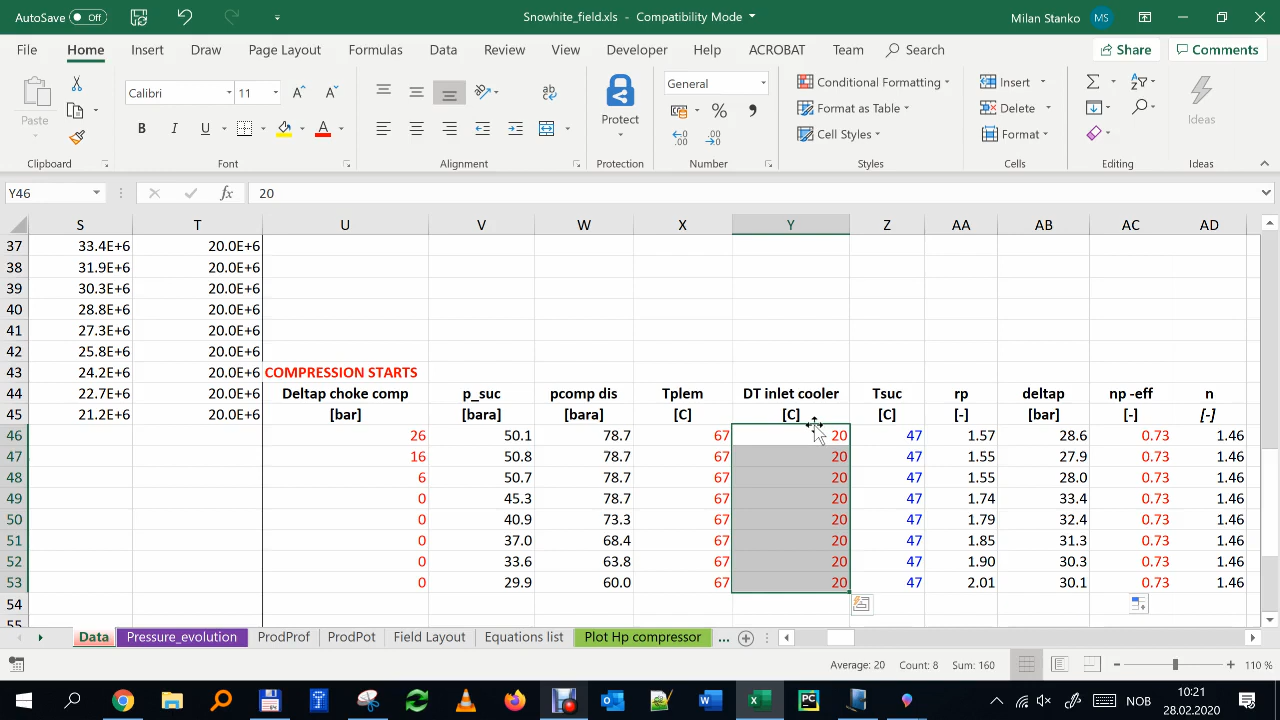 AutoSave Off Snowhite_field.xls - Compatibility Mode Milan Stanko MS
File Home Insert Draw Page Layout Formulas Data Review View Developer Help ACROBAT Team Search Share Comments
Paste Calibri 11 A A B I U A Protect General % , Conditional Formatting Format as Table Cell Styles Insert Delete Format Ideas
Clipboard Font Alignment Protection Number Styles Cells Editing Ideas
Y46 fx 20
S T U V W X Y Z AA AB AC AD
37 33.4E+6 20.0E+6
38 31.9E+6 20.0E+6
39 30.3E+6 20.0E+6
40 28.8E+6 20.0E+6
41 27.3E+6 20.0E+6
42 25.8E+6 20.0E+6
43 24.2E+6 20.0E+6 COMPRESSION STARTS
44 22.7E+6 20.0E+6 Deltap choke comp p_suc pcomp dis Tplem DT inlet cooler Tsuc rp deltap np -eff n
45 21.2E+6 20.0E+6 [bar] [bara] [bara] [C] [C] [C] [-] [bar] [-] [-]
46 26 50.1 78.7 67 20 47 1.57 28.6 0.73 1.46
47 16 50.8 78.7 67 20 47 1.55 27.9 0.73 1.46
48 6 50.7 78.7 67 20 47 1.55 28.0 0.73 1.46
49 0 45.3 78.7 67 20 47 1.74 33.4 0.73 1.46
50 0 40.9 73.3 67 20 47 1.79 32.4 0.73 1.46
51 0 37.0 68.4 67 20 47 1.85 31.3 0.73 1.46
52 0 33.6 63.8 67 20 47 1.90 30.3 0.73 1.46
53 0 29.9 60.0 67 20 47 2.01 30.1 0.73 1.46
54
55
Data Pressure_evolution ProdProf ProdPot Field Layout Equations list Plot Hp compressor ...
Average: 20 Count: 8 Sum: 160 110 %
NOB 10:21
28.02.2020